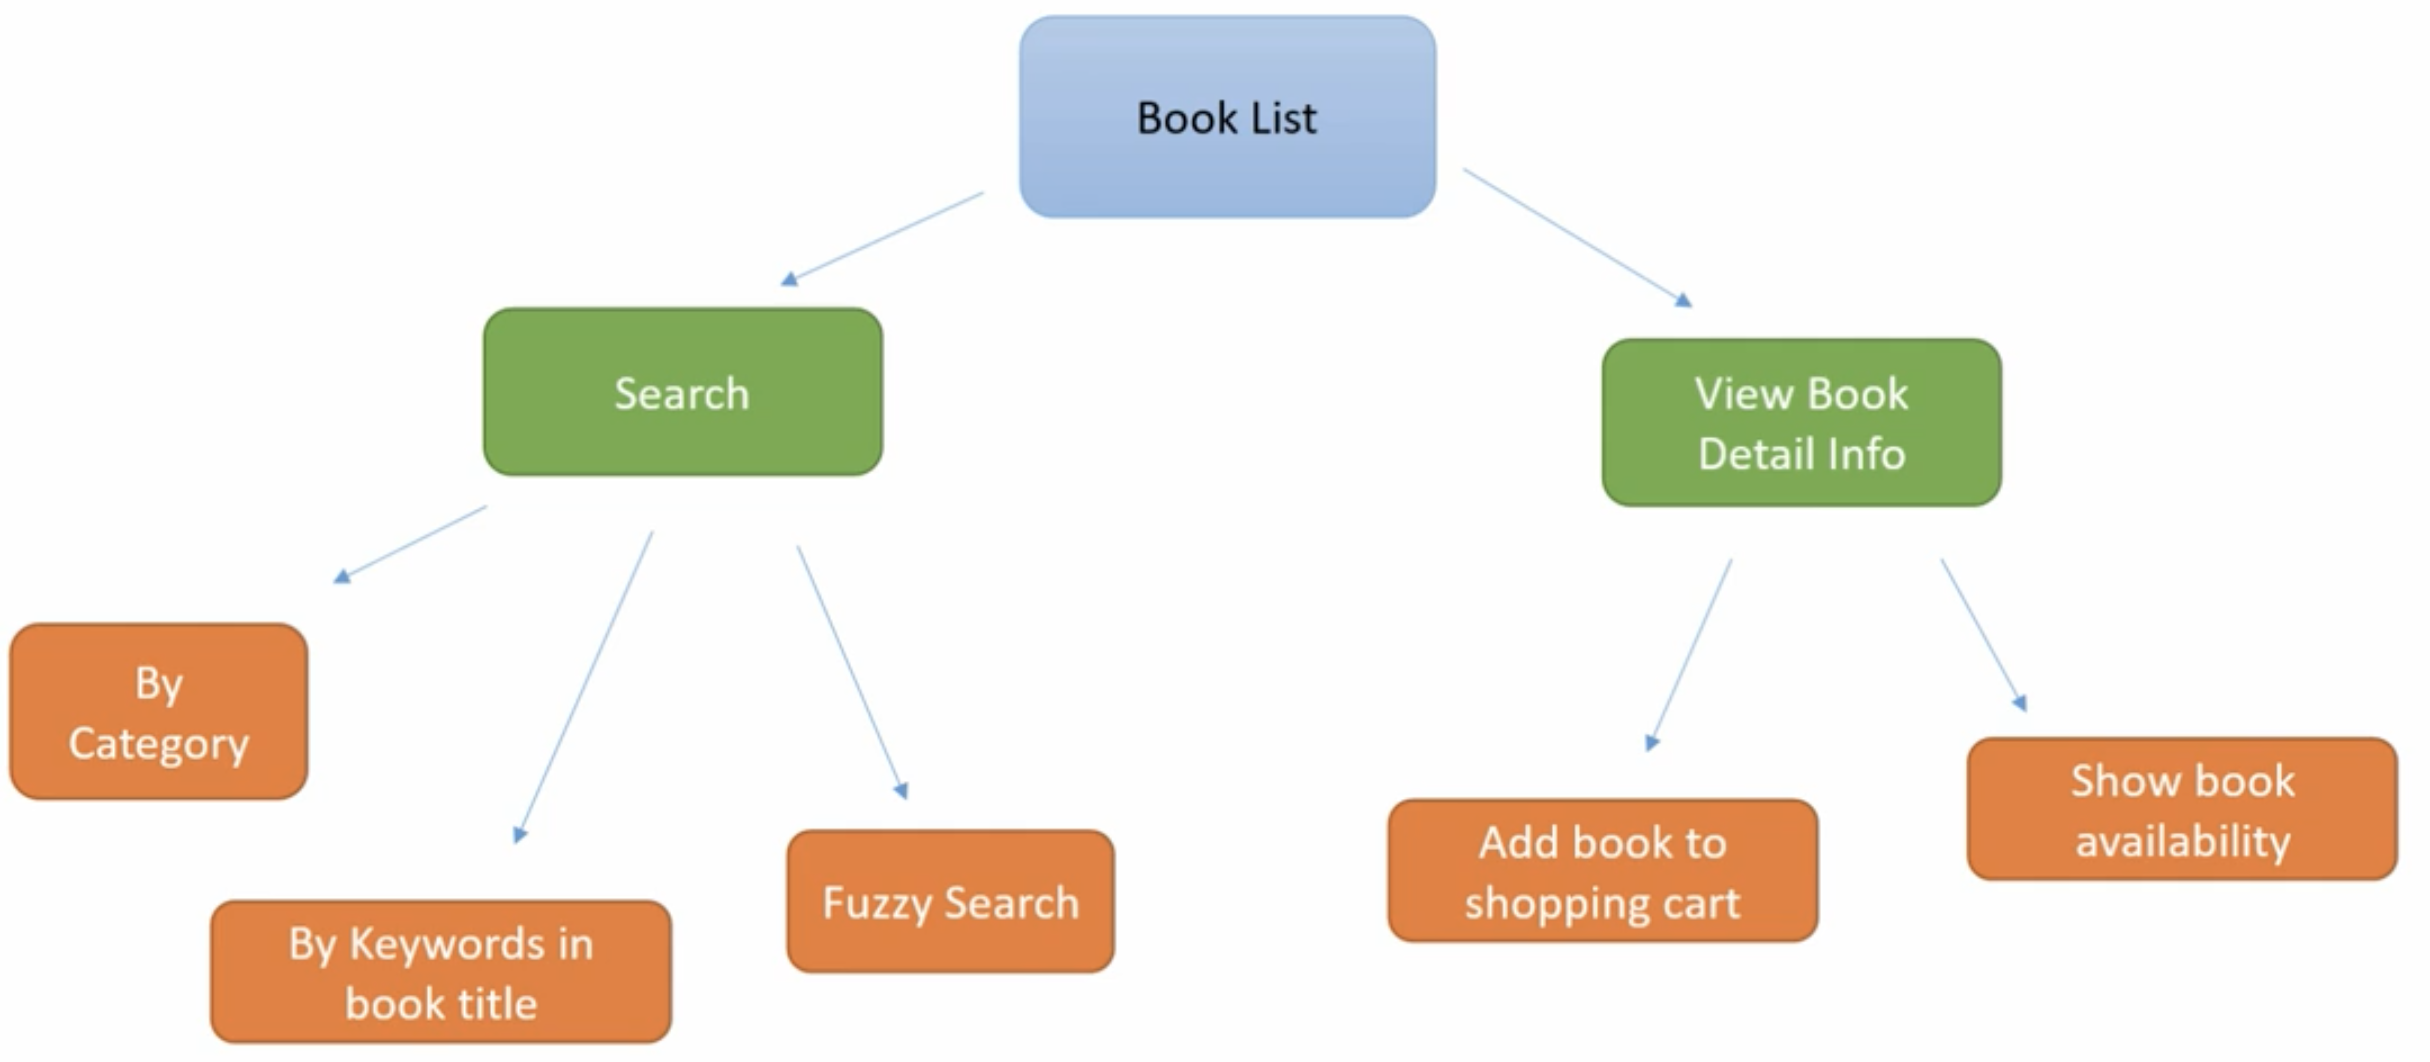 Book List
Search
View Book
Detail Info
By
Category
By Keywords in
book title
Fuzzy Search
Add book to
shopping cart
Show book
availability